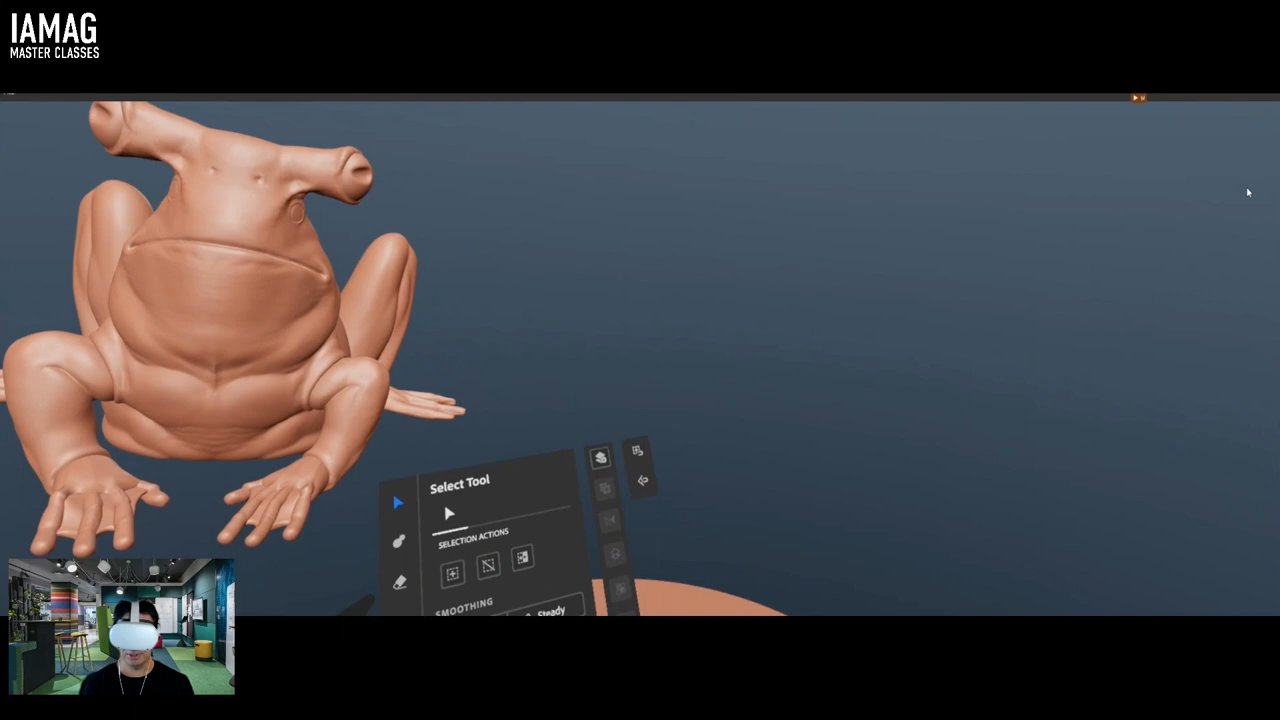 IAMAG
MASTER CLASSES
Select Tool
SELECTION ACTIONS
SMOOTHING
Steady